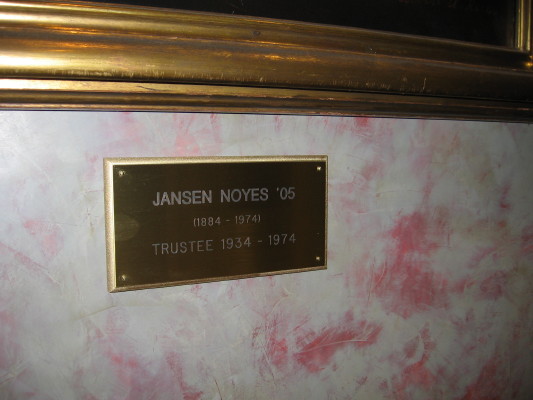 JANSEN NOYES '05
(1884 - 1974)
TRUSTEE 1934 - 1974